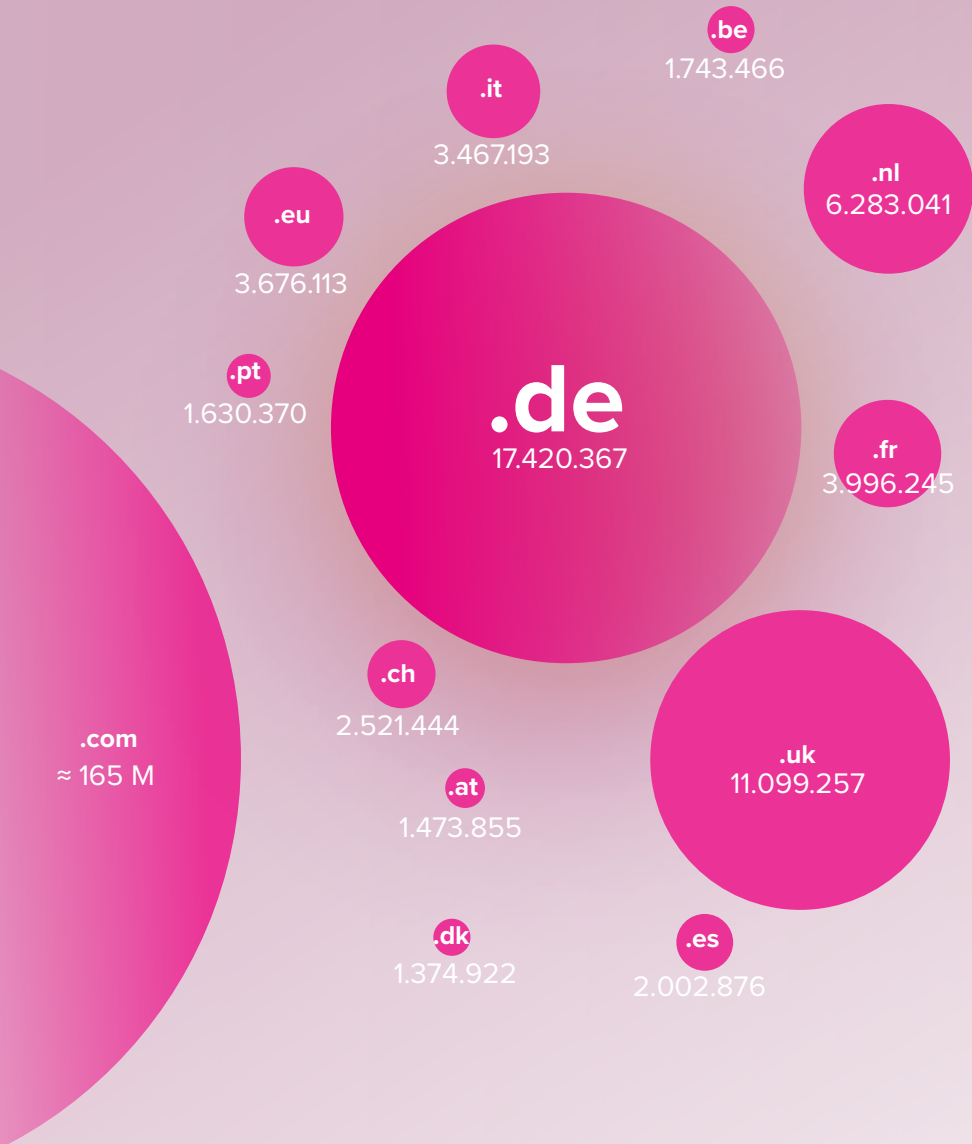 .be
1.743.466
.it
3.467.193
.nl
6.283.041
.eu
3.676.113
.pt
1.630.370
.de
17.420.367
.fr
3.996.245
.ch
2.521.444
.com
≈ 165 M
.uk
11.099.257
.at
1.473.855
.dk
1.374.922
.es
2.002.876